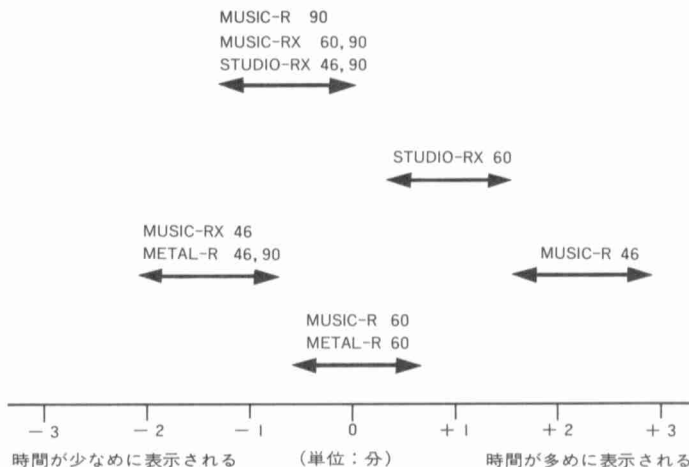 MUSIC-R 90
MUSIC-RX 60,90
STUDIO-RX 46,90
STUDIO-RX 60
MUSIC-RX 46
METAL-R 46,90
MUSIC-R 46
MUSIC-R 60
METAL-R 60
-3 -2 -1 0 +1 +2 +3
時間が少なめに表示される (単位:分) 時間が多めに表示される